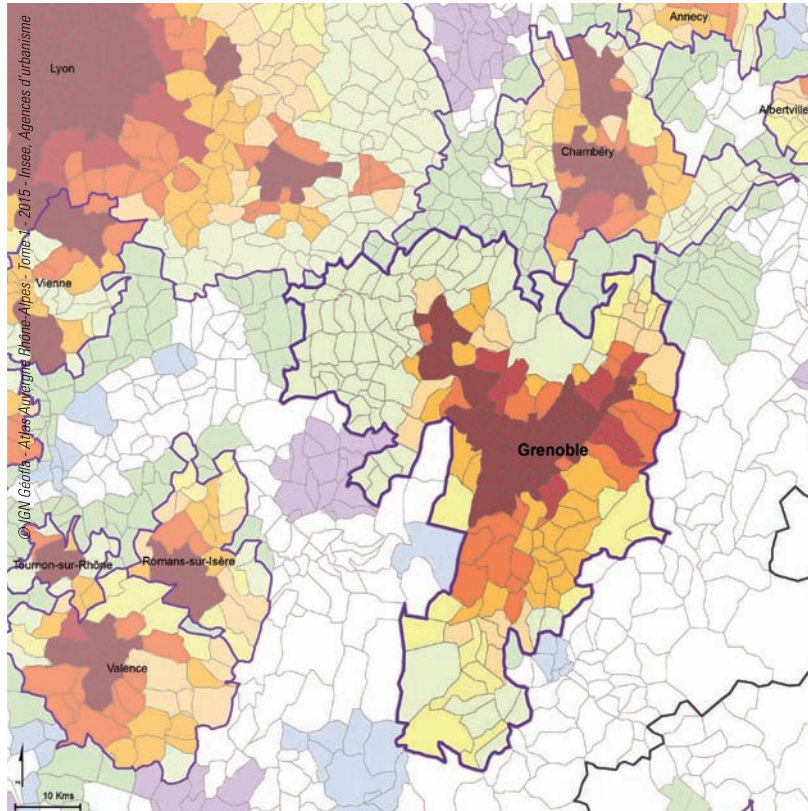 Annecy
Lyon
Albertville
Chambéry
Vienne
Grenoble
Tournon-sur-Rhône
Romans-sur-Isère
Valence
10 Kms
© IGN Géofla - Atlas Auvergne Rhône-Alpes - Tome 1 - 2015 - Insee, Agences d'urbanisme